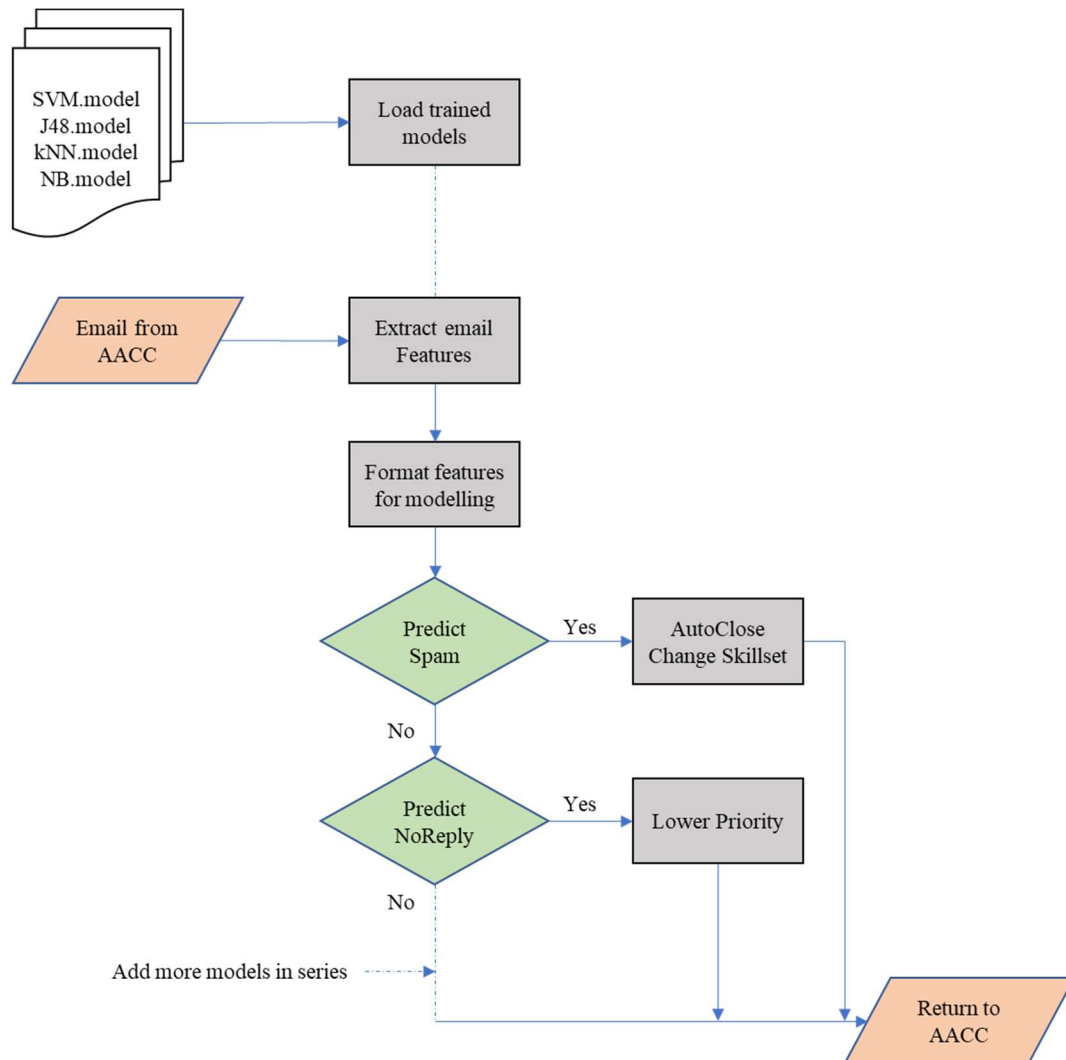 SVM.model
J48.model
kNN.model
NB.model
Load trained
models
Email from
AACC
Extract email
Features
Format features
for modelling
Predict
Spam
Yes
AutoClose
Change Skillset
No
Predict
NoReply
Yes
Lower Priority
No
Add more models in series
Return to
AACC